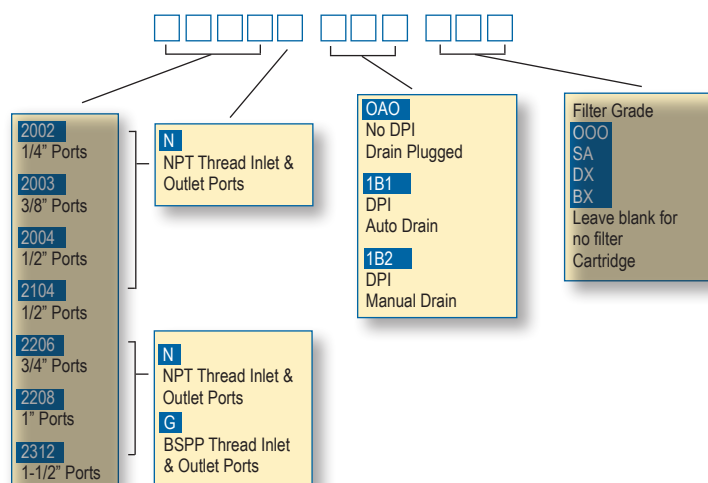 2002
1/4” Ports
2003
3/8” Ports
2004
1/2” Ports
2104
1/2” Ports
2206
3/4” Ports
2208
1” Ports
2312
1-1/2” Ports
N
NPT Thread Inlet &
Outlet Ports
N
NPT Thread Inlet &
Outlet Ports
G
BSPP Thread Inlet
& Outlet Ports
OAO
No DPI
Drain Plugged
1B1
DPI
Auto Drain
1B2
DPI
Manual Drain
Filter Grade
OOO
SA
DX
BX
Leave blank for
no filter
Cartridge